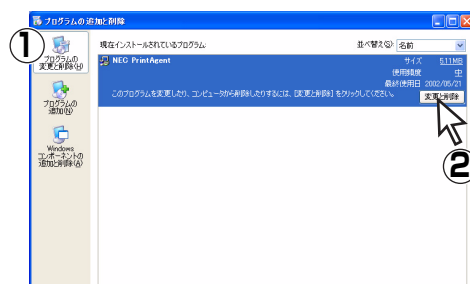 プログラムの追加と削除
①
プログラムの
変更と削除(H)
プログラムの
追加(N)
Windows
コンポーネントの
追加と削除(A)
現在インストールされているプログラム:
並べ替え(S): 名前
NEC PrintAgent
サイズ 5.11MB
使用頻度 中
最終使用日 2002/05/21
このプログラムを変更したり、コンピュータから削除したりするには、[変更と削除] をクリックしてください。
変更と削除
②